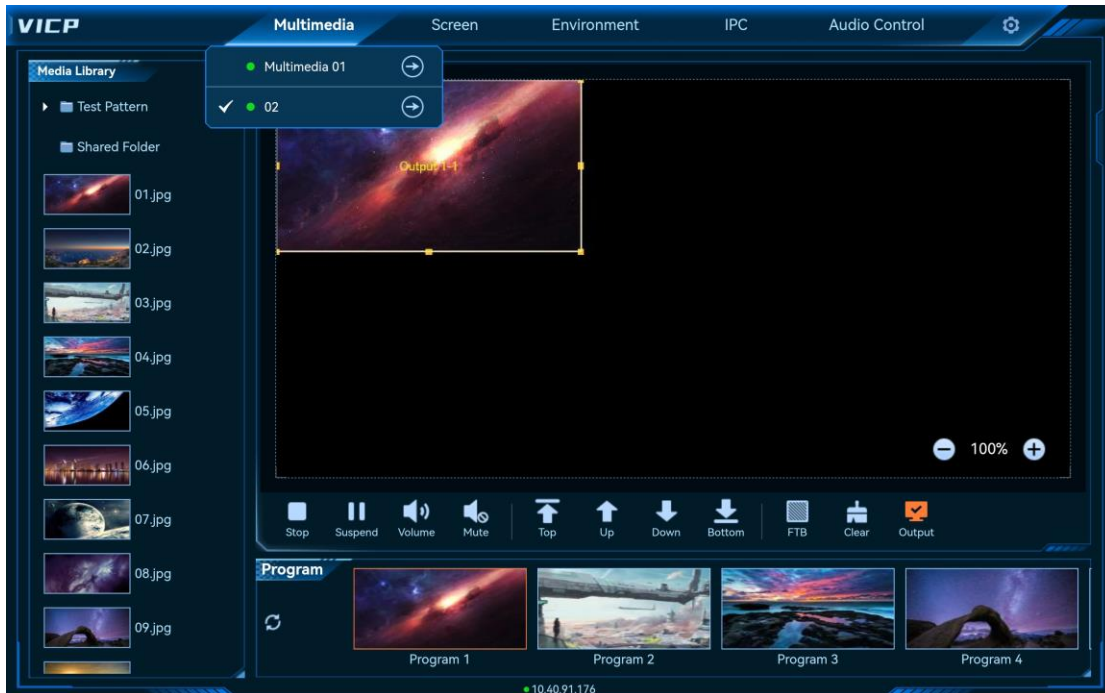 VICP
Multimedia
Screen
Environment
IPC
Audio Control
Multimedia 01
02
Media Library
Test Pattern
Shared Folder
01.jpg
02.jpg
03.jpg
04.jpg
05.jpg
06.jpg
07.jpg
08.jpg
09.jpg
Output 1-1
100%
Stop
Suspend
Volume
Mute
Top
Up
Down
Bottom
FTB
Clear
Output
Program
Program 1
Program 2
Program 3
Program 4
10.40.91.176